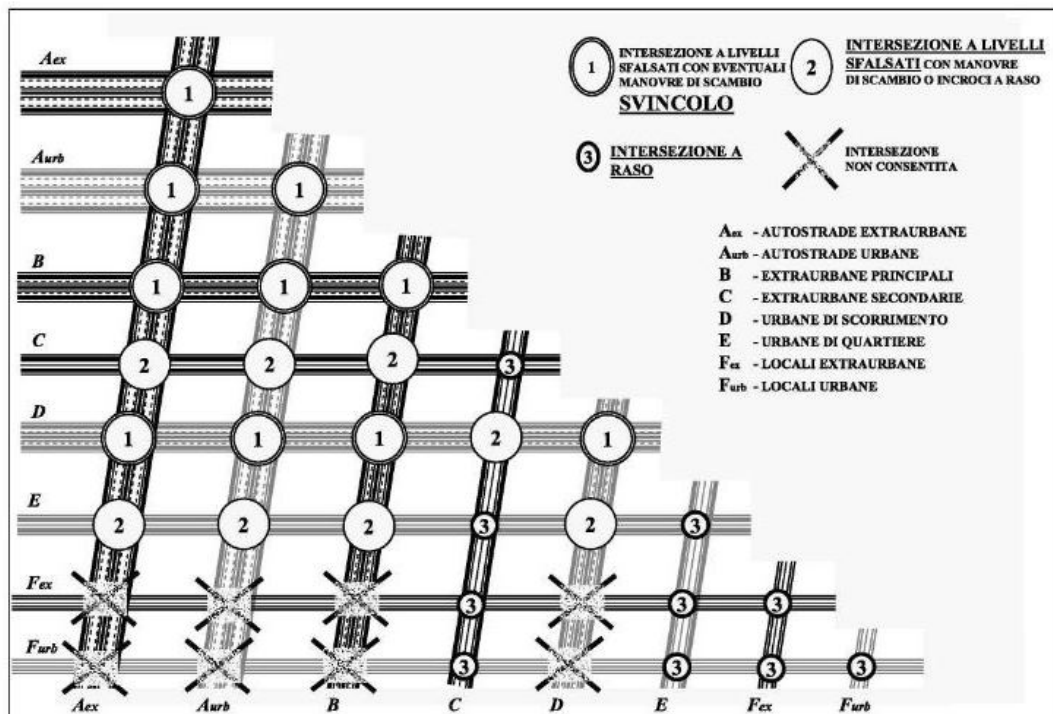 Aex
1
INTERSEZIONE A LIVELLI
SFALSATI CON EVENTUALI
MANOVRE DI SCAMBIO
SVINCOLO
1
2
INTERSEZIONE A LIVELLI
SFALSATI CON MANOVRE
DI SCAMBIO O INCROCI A RASO
3
INTERSEZIONE A
RASO
INTERSEZIONE
NON CONSENTITA
Aurb
1 1
Aex - AUTOSTRADE EXTRAURBANE
Aurb - AUTOSTRADE URBANE
B - EXTRAURBANE PRINCIPALI
C - EXTRAURBANE SECONDARIE
D - URBANE DI SCORRIMENTO
E - URBANE DI QUARTIERE
Fex - LOCALI EXTRAURBANE
Furb - LOCALI URBANE
B
1 1 1
C
2 2 2 3
D
1 1 1 2 1
E
2 2 2 3 2 3
Fex
3 3 3
Furb
3 3 3 3
Aex Aurb B C D E Fex Furb